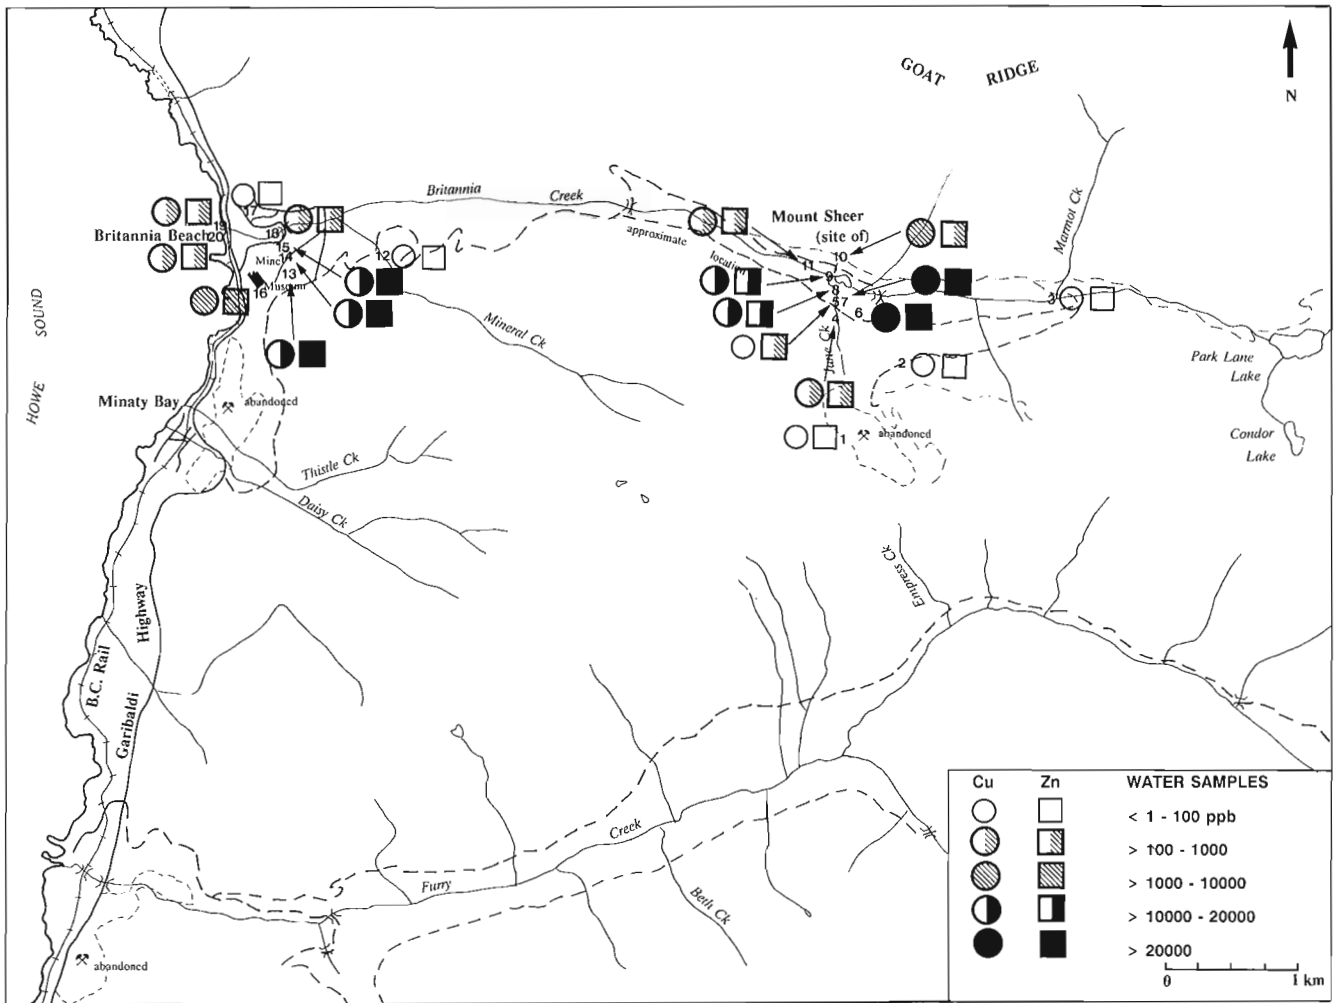 GOAT RIDGE
N
Britannia
Creek
Marmot Ck
Mount Sheer
(site of)
approximate
location
Britannia Beach
17
19
20
18
15
14
13
16
Museum
12
10
11
9
8
5 7
6
4
3
2
1
Jane Ck
Mineral Ck
Park Lane
Lake
Condor
Lake
HOWE SOUND
Minaty Bay
abandoned
abandoned
Thistle Ck
Daisy Ck
Empress Ck
B.C. Rail
Garibaldi Highway
Furry
Creek
Beth Ck
abandoned
Cu Zn WATER SAMPLES
< 1 - 100 ppb
> 100 - 1000
> 1000 - 10000
> 10000 - 20000
> 20000
0 1 km